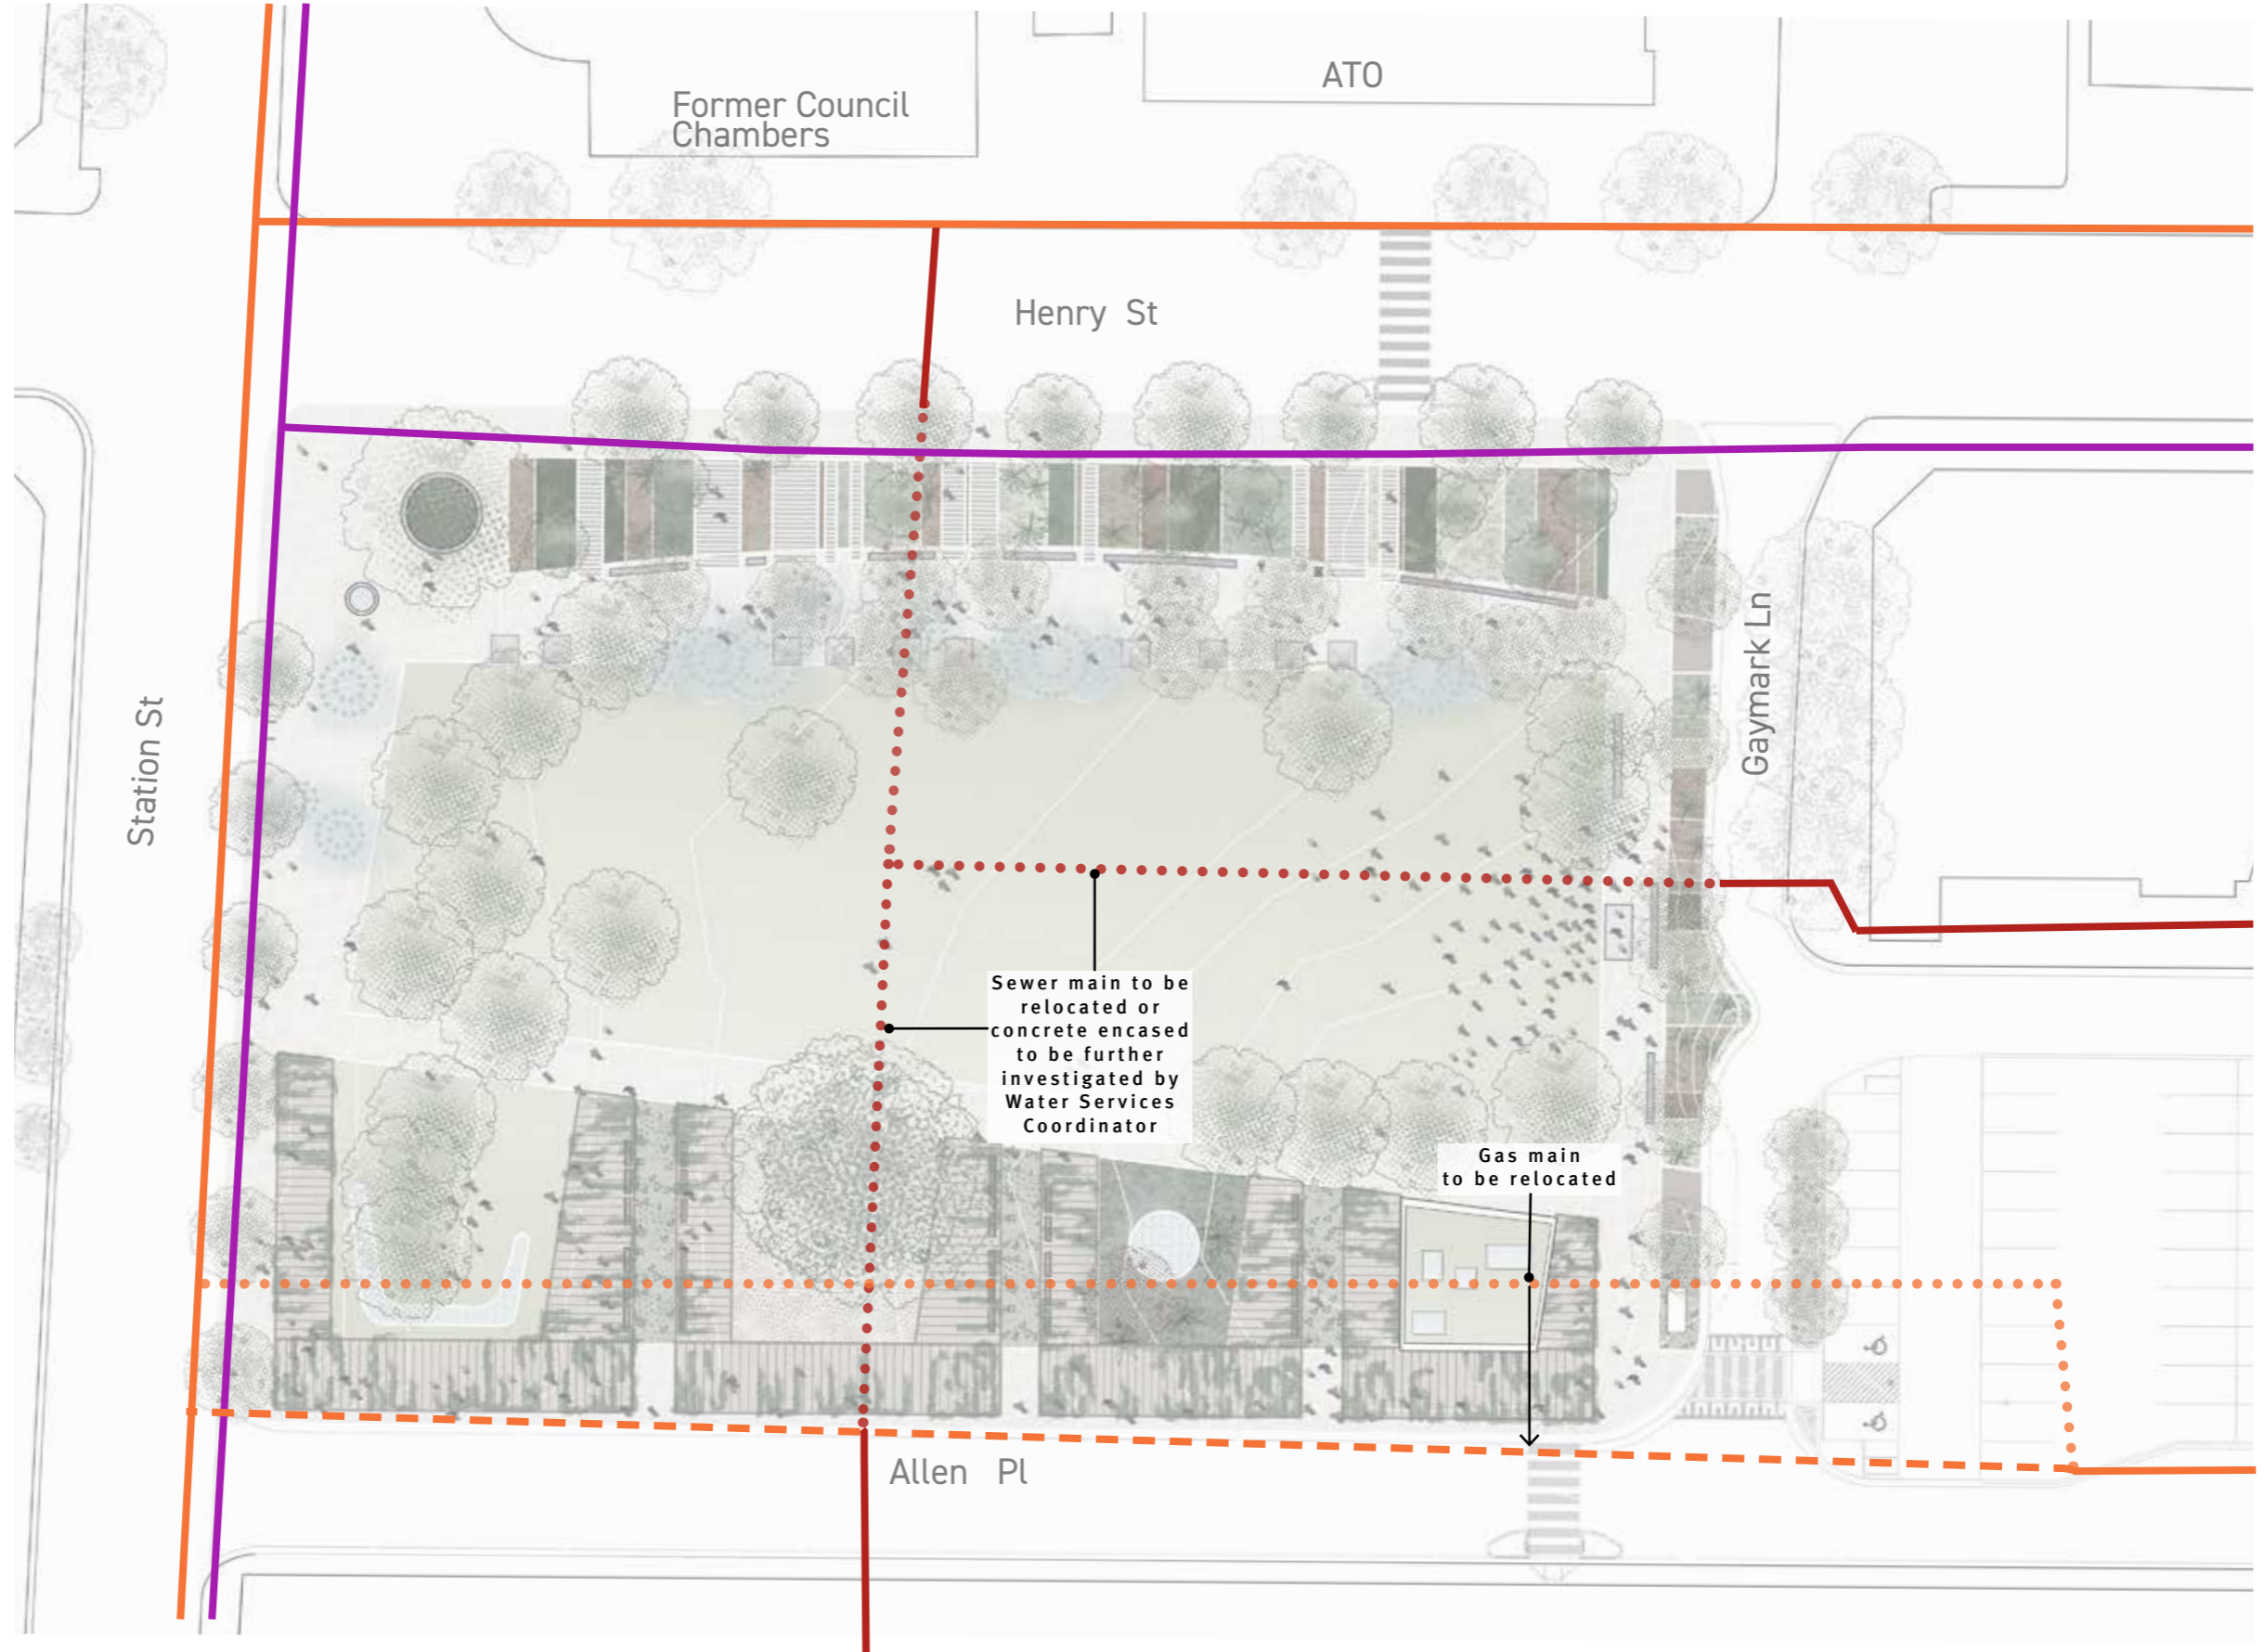 ATO
Former Council
Chambers
Henry St
Gaymark Ln
Station St
Sewer main to be
relocated or
concrete encased
to be further
investigated by
Water Services
Coordinator
Gas main
to be relocated
Allen Pl